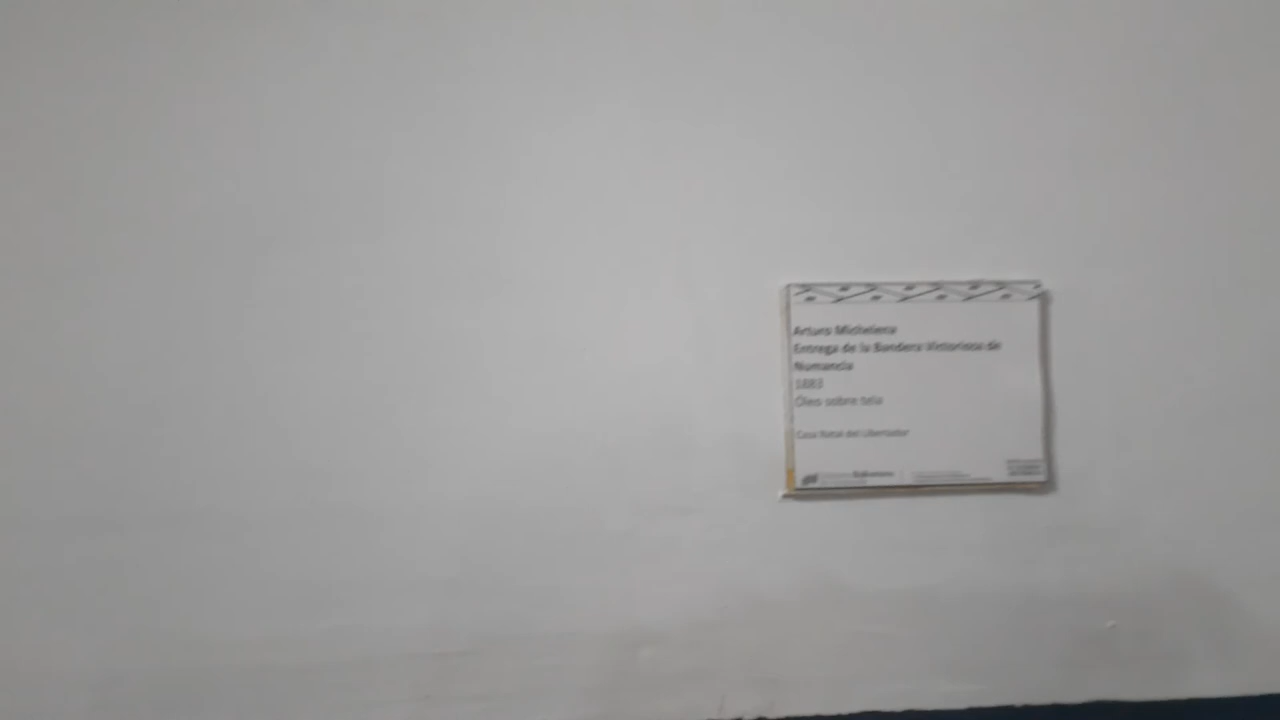 Arturo Michelena
Entrega de la Bandera Victoriosa de
Numancia
1883
Óleo sobre tela
Casa Natal del Libertador